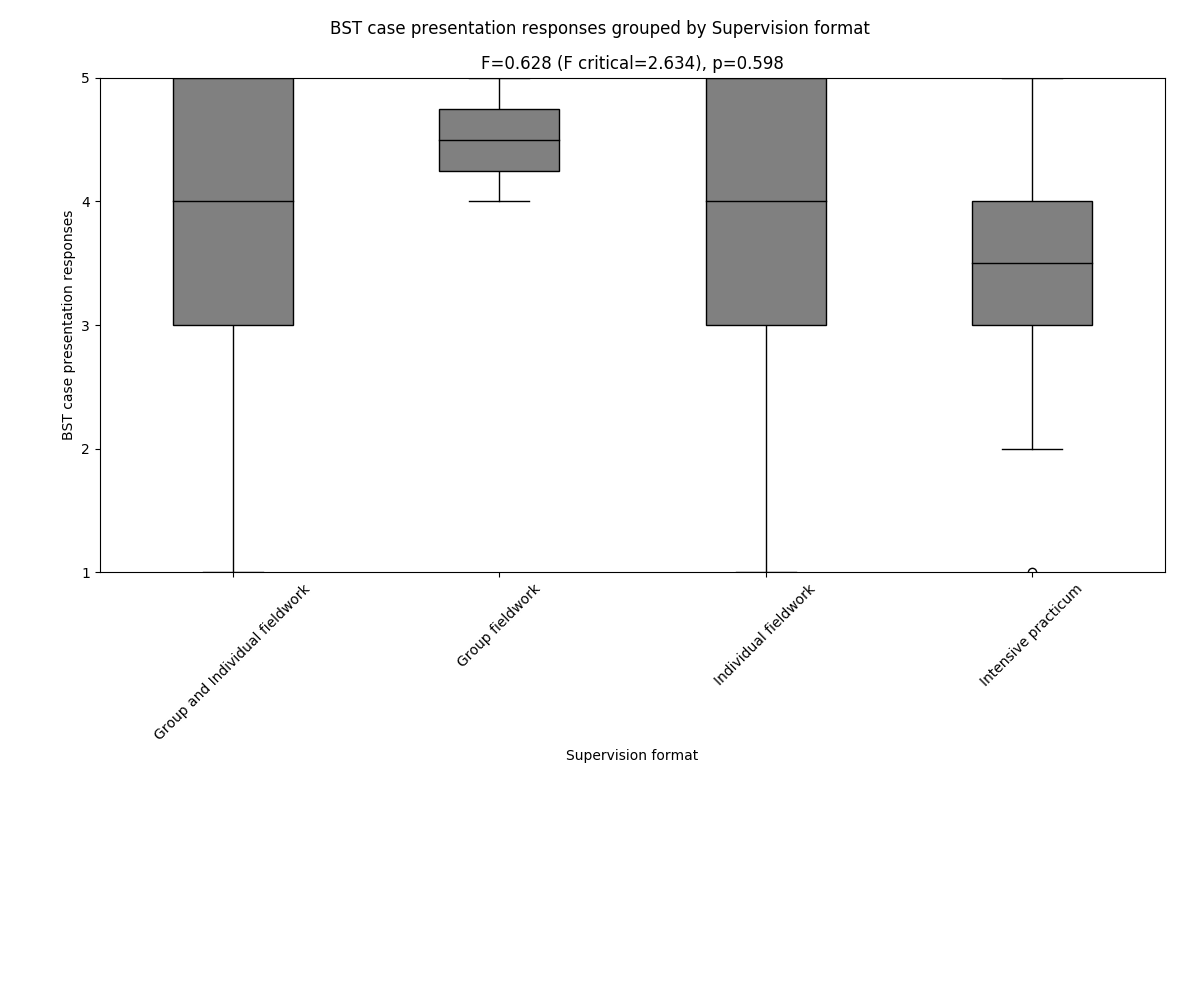 BST case presentation responses grouped by Supervision format
F=0.628 (F critical=2.634), p=0.598
BST case presentation responses
5
4
3
2
1
Group and Individual fieldwork
Group fieldwork
Individual fieldwork
Intensive practicum
Supervision format